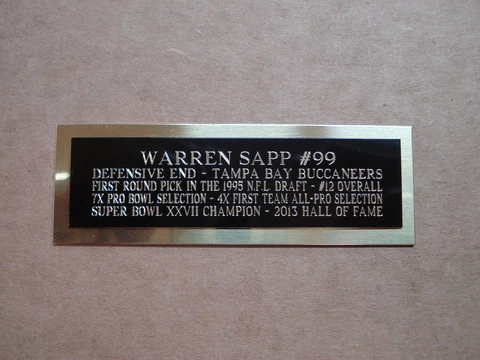 WARREN SAPP #99
DEFENSIVE END - TAMPA BAY BUCCANEERS
FIRST ROUND PICK IN THE 1995 N.F.L. DRAFT - #12 OVERALL
7X PRO BOWL SELECTION - 4X FIRST TEAM ALL-PRO SELECTION
SUPER BOWL XXVII CHAMPION - 2013 HALL OF FAME